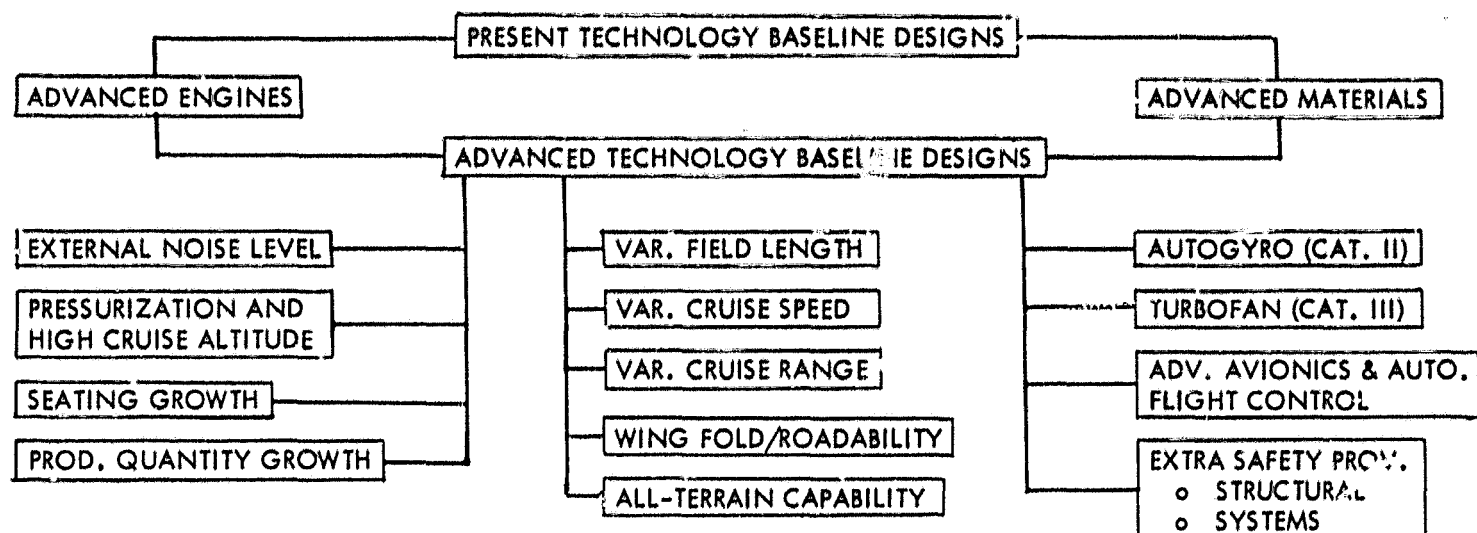 PRESENT TECHNOLOGY BASELINE DESIGNS
ADVANCED ENGINES
ADVANCED MATERIALS
ADVANCED TECHNOLOGY BASELINE DESIGNS
EXTERNAL NOISE LEVEL
PRESSURIZATION AND
HIGH CRUISE ALTITUDE
SEATING GROWTH
PROD. QUANTITY GROWTH
VAR. FIELD LENGTH
VAR. CRUISE SPEED
VAR. CRUISE RANGE
WING FOLD/ROADABILITY
ALL-TERRAIN CAPABILITY
AUTOGYRO (CAT. II)
TURBOFAN (CAT. III)
ADV. AVIONICS & AUTO.
FLIGHT CONTROL
EXTRA SAFETY PROV.
o STRUCTURAL
o SYSTEMS